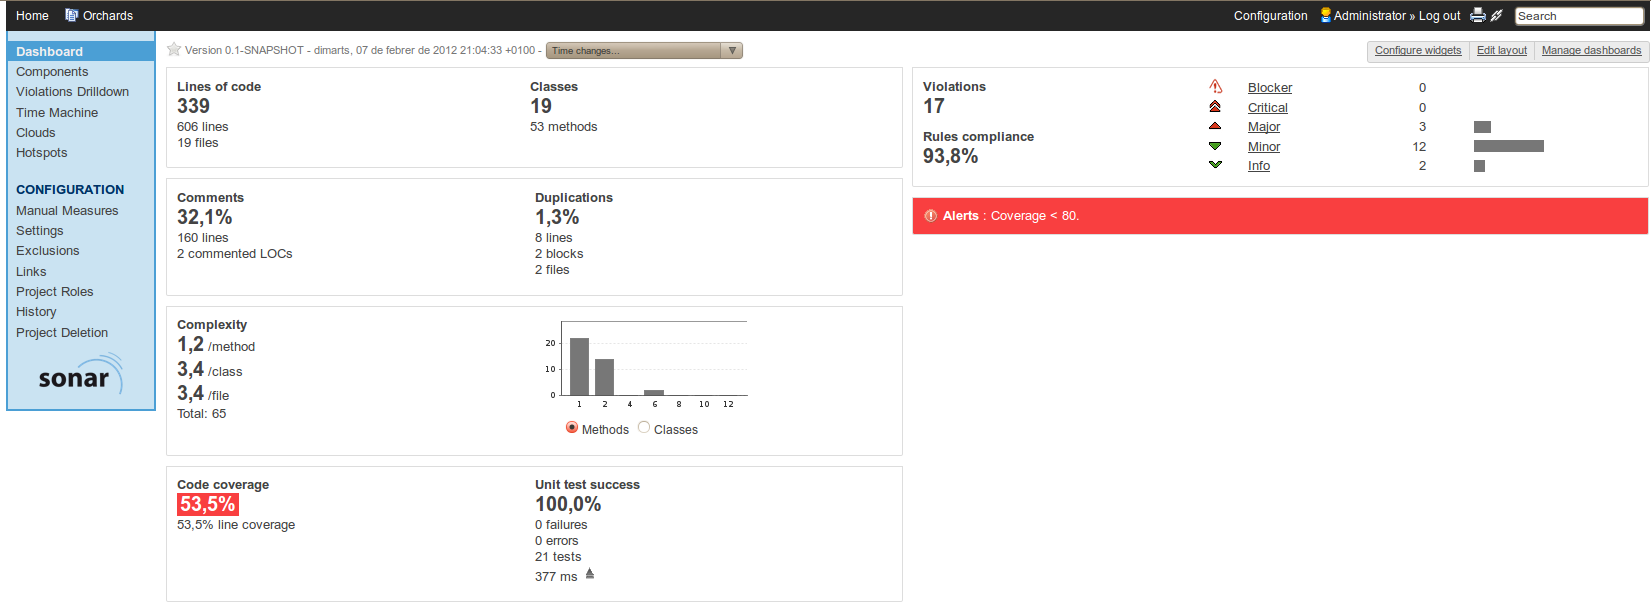 Home Orchards Configuration Administrator » Log out Search
Dashboard
Components
Violations Drilldown
Time Machine
Clouds
Hotspots
CONFIGURATION
Manual Measures
Settings
Exclusions
Links
Project Roles
History
Project Deletion
sonar
Version 0.1-SNAPSHOT - dimarts, 07 de febrer de 2012 21:04:33 +0100 - Time changes...
Configure widgets Edit layout Manage dashboards
Lines of code
339
606 lines
19 files
Classes
19
53 methods
Comments
32,1%
160 lines
2 commented LOCs
Duplications
1,3%
8 lines
2 blocks
2 files
Complexity
1,2 /method
3,4 /class
3,4 /file
Total: 65
20
10
0
1 2 4 6 8 10 12
Methods Classes
Code coverage
53,5%
53,5% line coverage
Unit test success
100,0%
0 failures
0 errors
21 tests
377 ms
Violations
17
Rules compliance
93,8%
Blocker 0
Critical 0
Major 3
Minor 12
Info 2
Alerts : Coverage < 80.